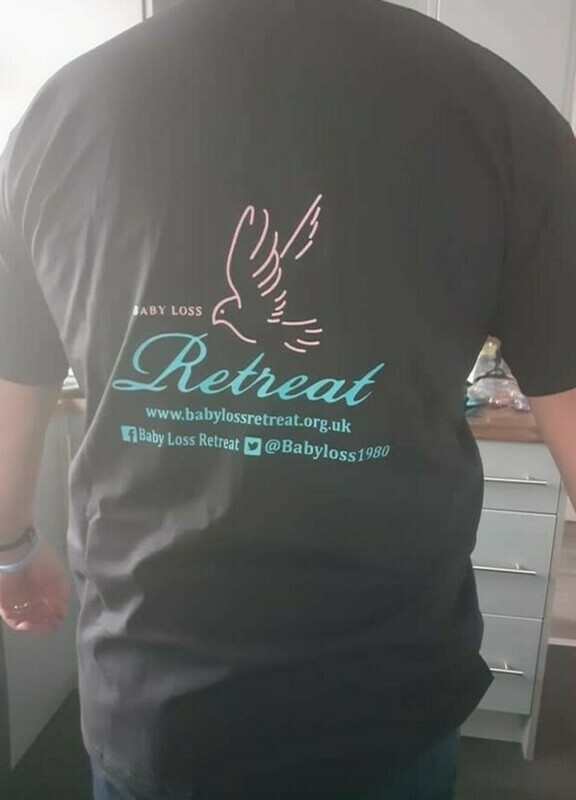 BABY LOSS
Retreat
www.babylossretreat.org.uk
Baby Loss Retreat @Babyloss1980